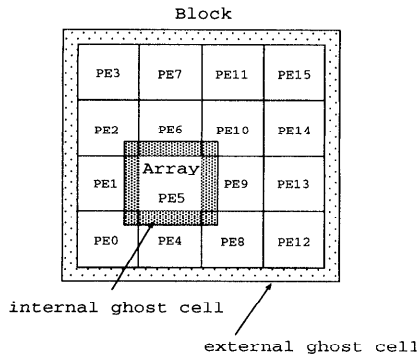 Block
PE3 PE7 PE11 PE15
PE2 PE6 PE10 PE14
Array
PE1 PE5 PE9 PE13
PE0 PE4 PE8 PE12
internal ghost cell
external ghost cell